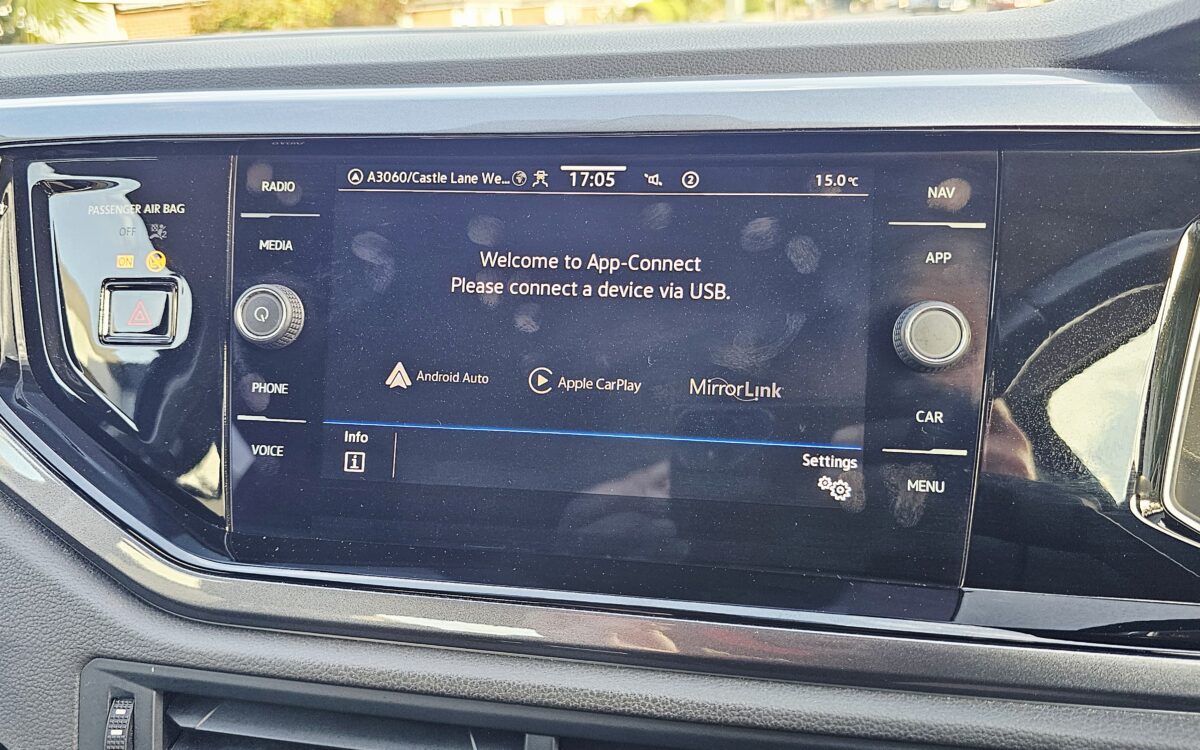 PASSENGER AIR BAG
OFF
ON
RADIO
MEDIA
PHONE
VOICE
A3060/Castle Lane We...
17:05
2
15.0°C
Welcome to App-Connect
Please connect a device via USB.
Android Auto
Apple CarPlay
MirrorLink
Info
i
Settings
NAV
APP
CAR
MENU